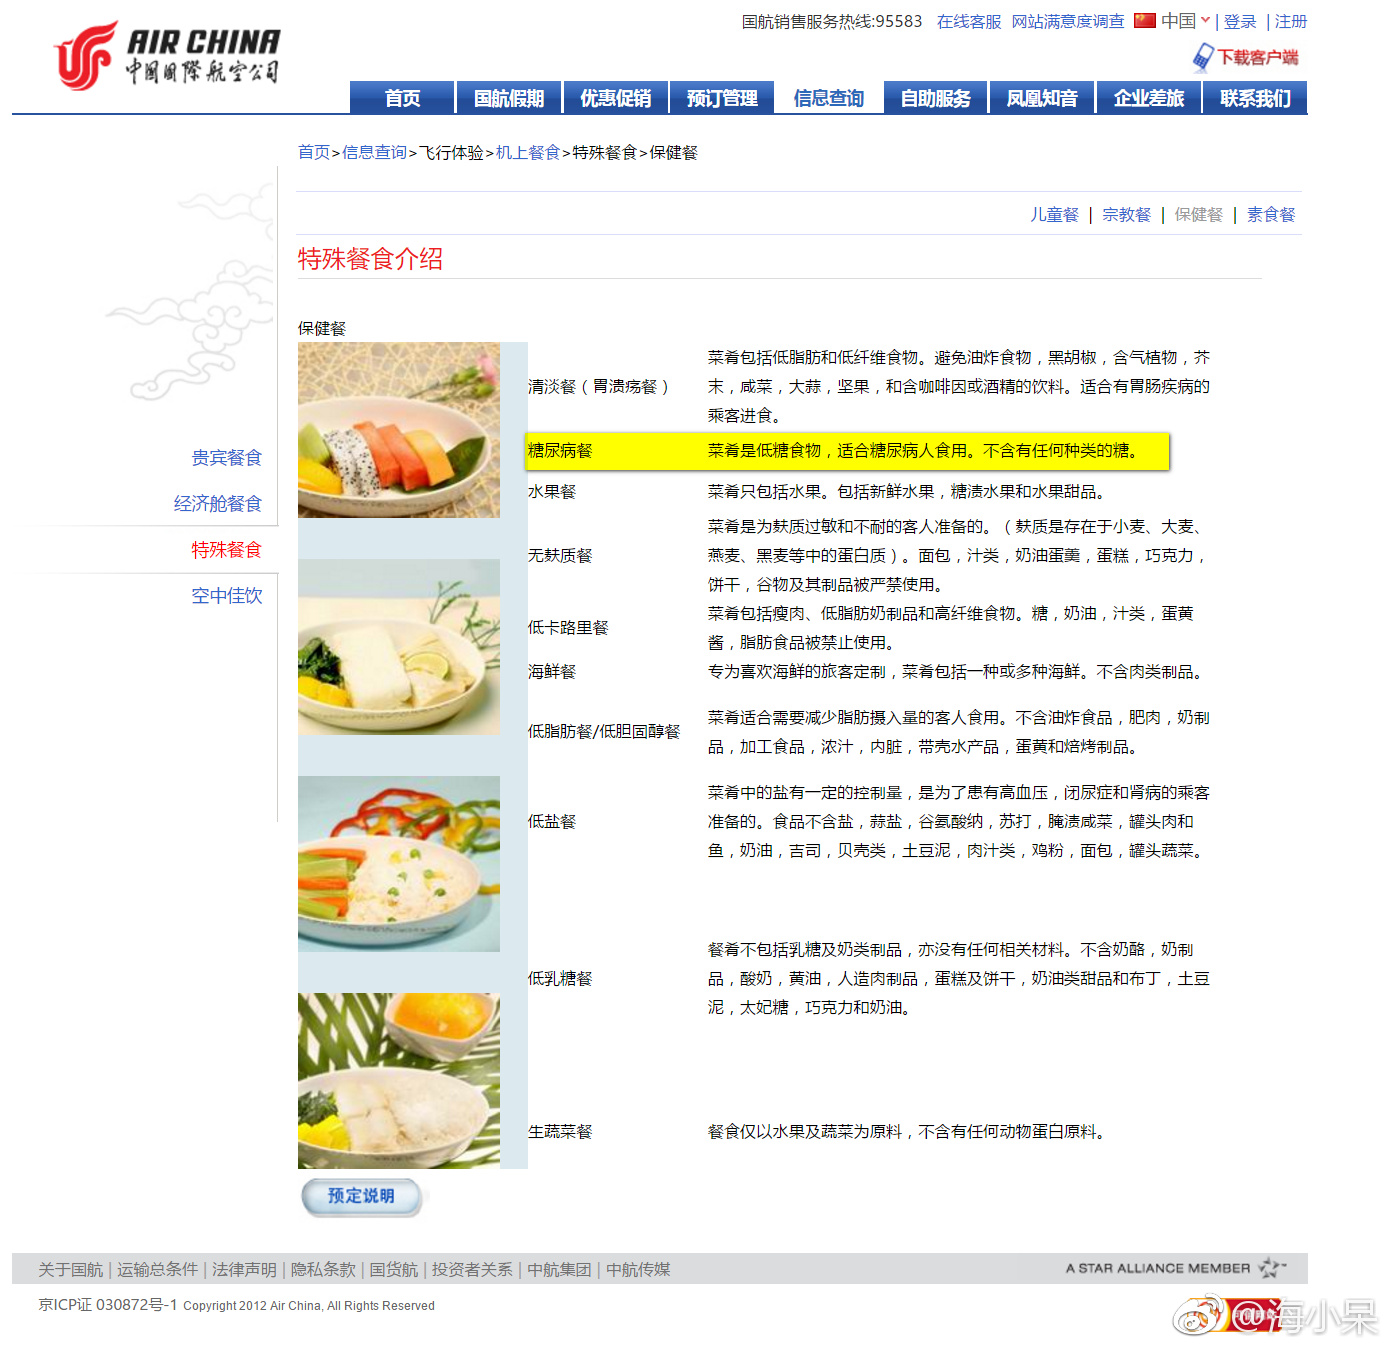 AIR CHINA
中國國際航空公司
国航销售服务热线:95583 在线客服 网站满意度调查 中国 | 登录 | 注册
下载客户端
首页 国航假期 优惠促销 预订管理 信息查询 自助服务 凤凰知音 企业差旅 联系我们
首页>信息查询>飞行体验>机上餐食>特殊餐食>保健餐
儿童餐 | 宗教餐 | 保健餐 | 素食餐
特殊餐食介绍
贵宾餐食
经济舱餐食
特殊餐食
空中佳饮
保健餐
清淡餐（胃溃疡餐）
菜肴包括低脂肪和低纤维食物。避免油炸食物，黑胡椒，含气植物，芥
末，咸菜，大蒜，坚果，和含咖啡因或酒精的饮料。适合有胃肠疾病的
乘客进食。
糖尿病餐
菜肴是低糖食物，适合糖尿病人食用。不含有任何种类的糖。
水果餐
菜肴只包括水果。包括新鲜水果，糖渍水果和水果甜品。
无麸质餐
菜肴是为麸质过敏和不耐的客人准备的。（麸质是存在于小麦、大麦、
燕麦、黑麦等中的蛋白质）。面包，汁类，奶油蛋羹，蛋糕，巧克力，
饼干，谷物及其制品被严禁使用。
低卡路里餐
菜肴包括瘦肉、低脂肪奶制品和高纤维食物。糖，奶油，汁类，蛋黄
酱，脂肪食品被禁止使用。
海鲜餐
专为喜欢海鲜的旅客定制，菜肴包括一种或多种海鲜。不含肉类制品。
低脂肪餐/低胆固醇餐
菜肴适合需要减少脂肪摄入量的客人食用。不含油炸食品，肥肉，奶制
品，加工食品，浓汁，内脏，带壳水产品，蛋黄和焙烤制品。
低盐餐
菜肴中的盐有一定的控制量，是为了患有高血压，闭尿症和肾病的乘客
准备的。食品不含盐，蒜盐，谷氨酸纳，苏打，腌渍咸菜，罐头肉和
鱼，奶油，吉司，贝壳类，土豆泥，肉汁类，鸡粉，面包，罐头蔬菜。
低乳糖餐
餐肴不包括乳糖及奶类制品，亦没有任何相关材料。不含奶酪，奶制
品，酸奶，黄油，人造肉制品，蛋糕及饼干，奶油类甜品和布丁，土豆
泥，太妃糖，巧克力和奶油。
生蔬菜餐
餐食仅以水果及蔬菜为原料，不含有任何动物蛋白原料。
预定说明
关于国航 | 运输总条件 | 法律声明 | 隐私条款 | 国货航 | 投资者关系 | 中航集团 | 中航传媒
A STAR ALLIANCE MEMBER
京ICP证 030872号-1 Copyright 2012 Air China, All Rights Reserved
@海小呆